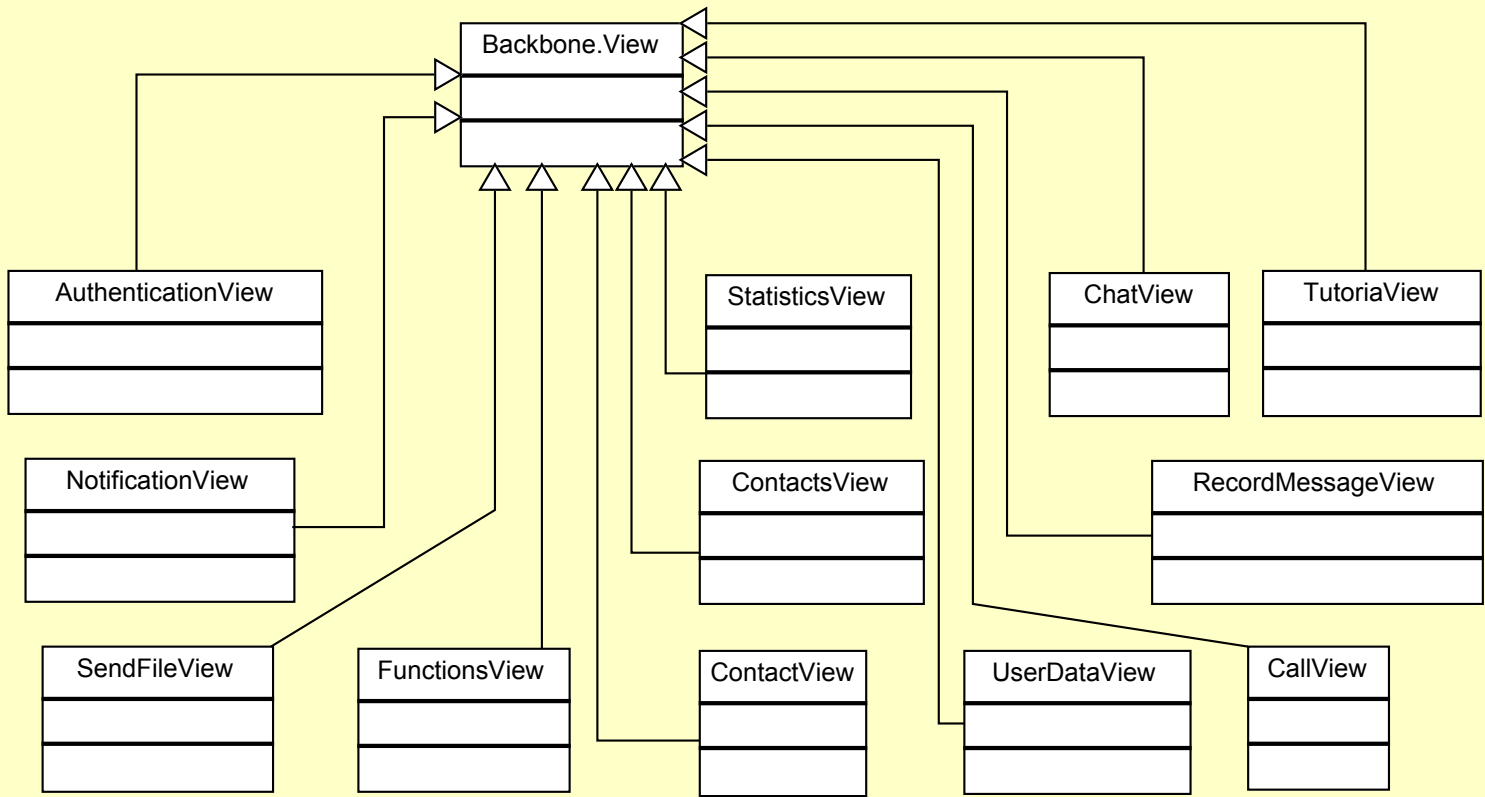 Backbone.View
AuthenticationView
StatisticsView
ChatView
TutoriaView
NotificationView
ContactsView
RecordMessageView
SendFileView
FunctionsView
ContactView
UserDataView
CallView